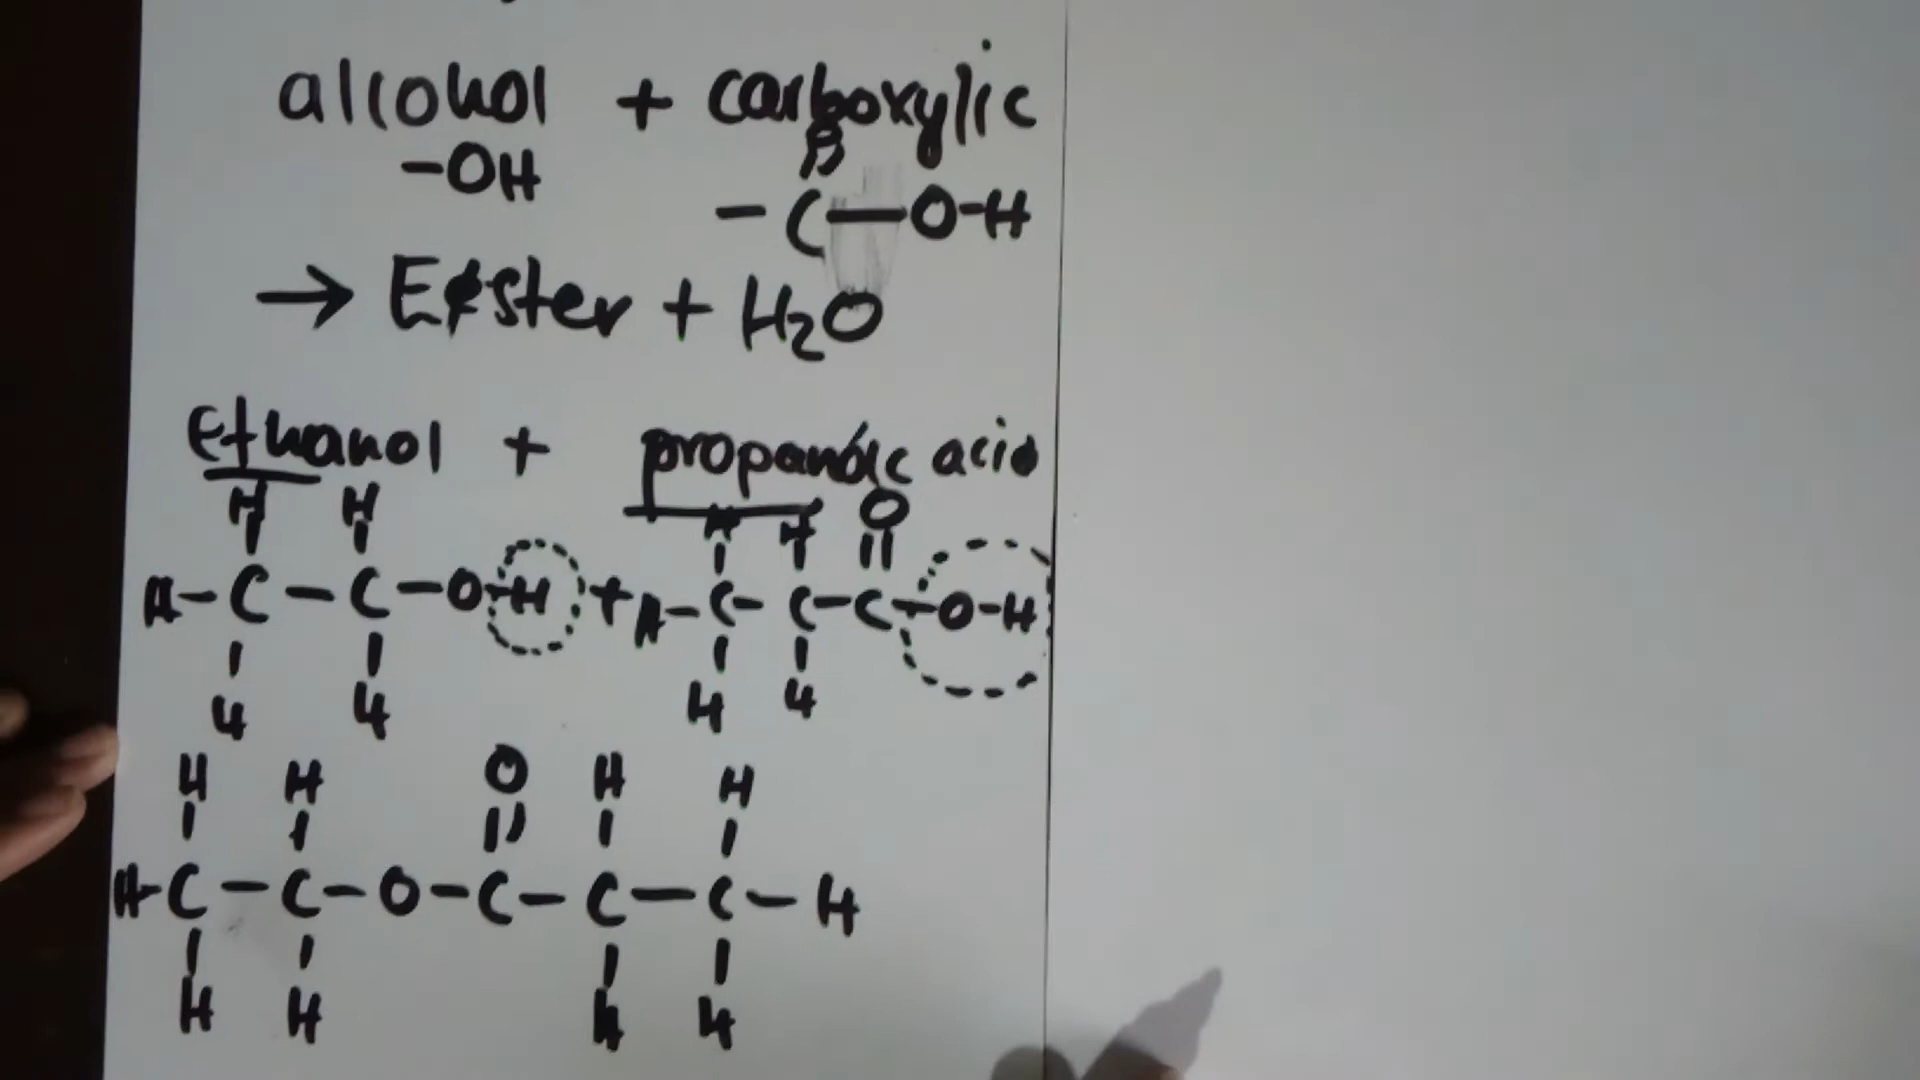 alcohol + carboxylic
-OH
O
- C — O-H
→ Ester + H₂O
Ethanol + propanoic acid
H H H H O
H - C — C — O - H + H - C - C - C - O - H
H H H H
H H O H H
H - C — C - O - C - C — C - H
H H H H